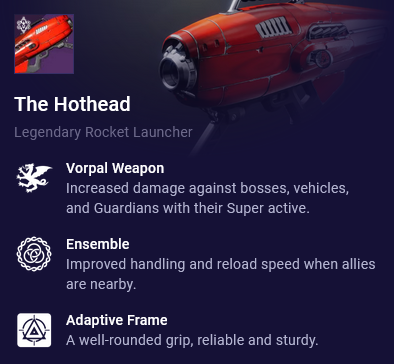 The Hothead
Legendary Rocket Launcher
Vorpal Weapon
Increased damage against bosses, vehicles,
and Guardians with their Super active.
Ensemble
Improved handling and reload speed when allies
are nearby.
Adaptive Frame
A well-rounded grip, reliable and sturdy.